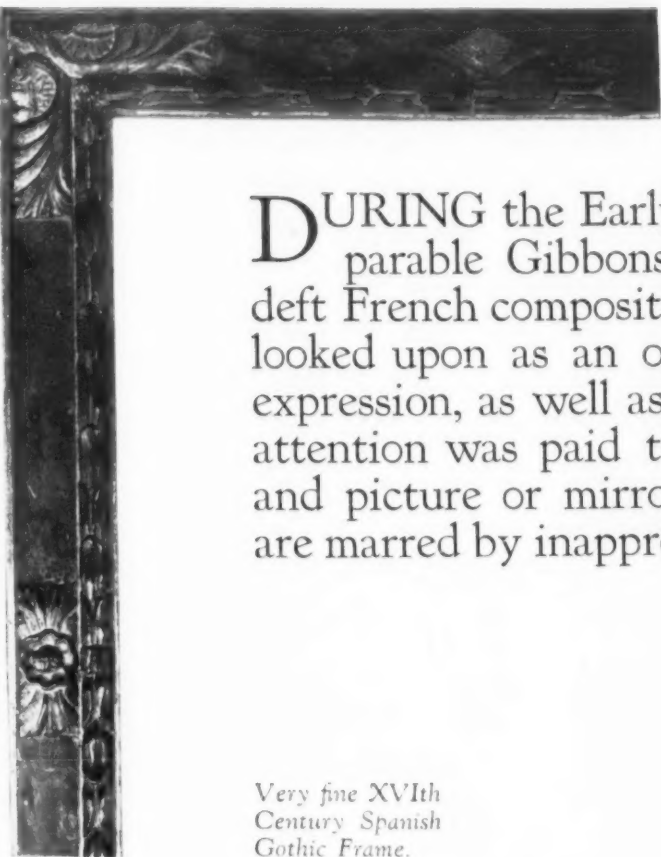 DURING the Earl
parable Gibbons
deft French composit
looked upon as an o
expression, as well as
attention was paid t
and picture or mirro
are marred by inappr
Very fine XVIth
Century Spanish
Gothic Frame.